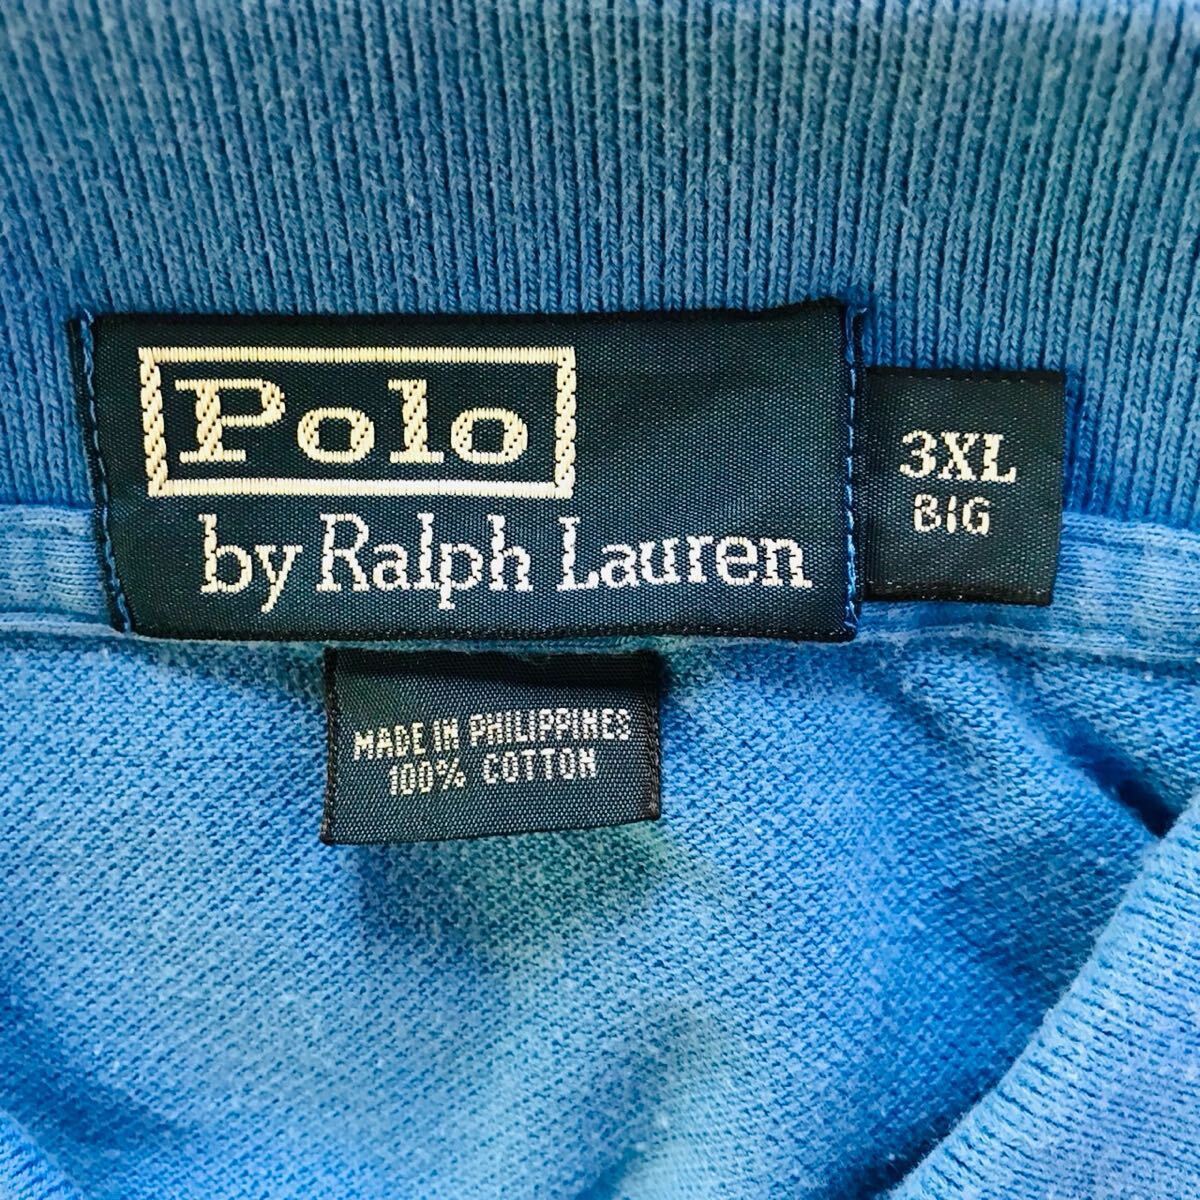 Polo
by Ralph Lauren
3XL
BIG
MADE IN PHILIPPINES
100% COTTON